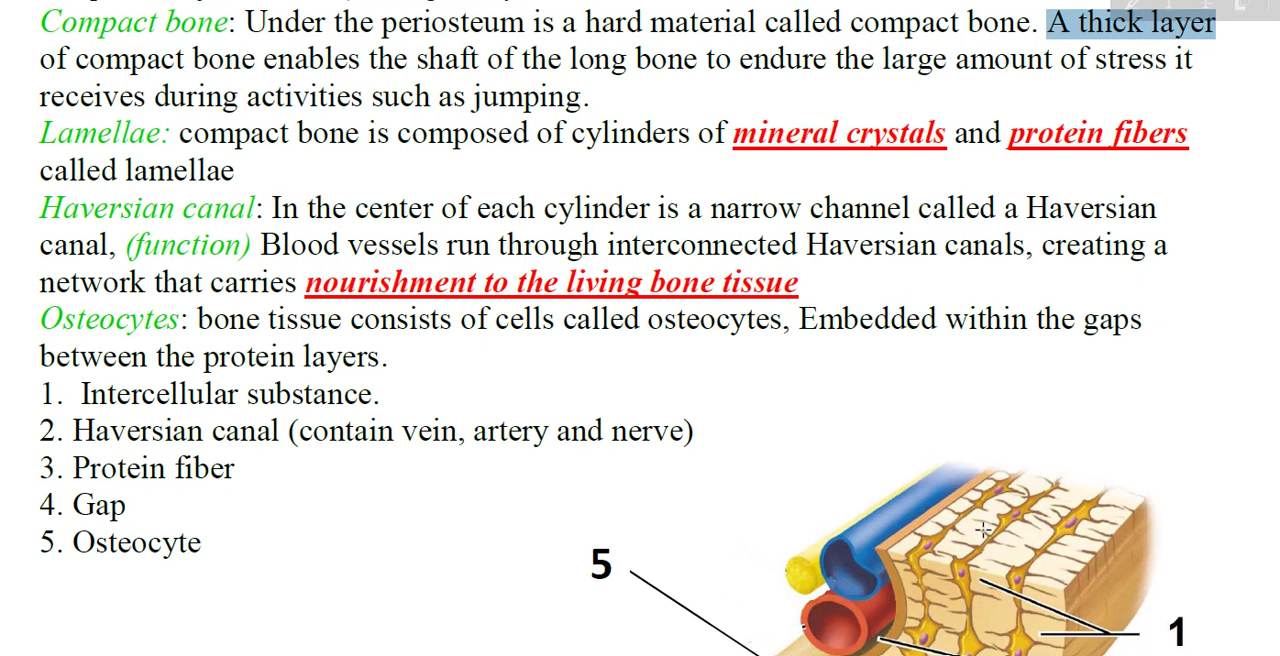 Compact bone: Under the periosteum is a hard material called compact bone. A thick layer
of compact bone enables the shaft of the long bone to endure the large amount of stress it
receives during activities such as jumping.
Lamellae: compact bone is composed of cylinders of mineral crystals and protein fibers
called lamellae
Haversian canal: In the center of each cylinder is a narrow channel called a Haversian
canal, (function) Blood vessels run through interconnected Haversian canals, creating a
network that carries nourishment to the living bone tissue
Osteocytes: bone tissue consists of cells called osteocytes, Embedded within the gaps
between the protein layers.
1. Intercellular substance.
2. Haversian canal (contain vein, artery and nerve)
3. Protein fiber
4. Gap
5. Osteocyte
5
1